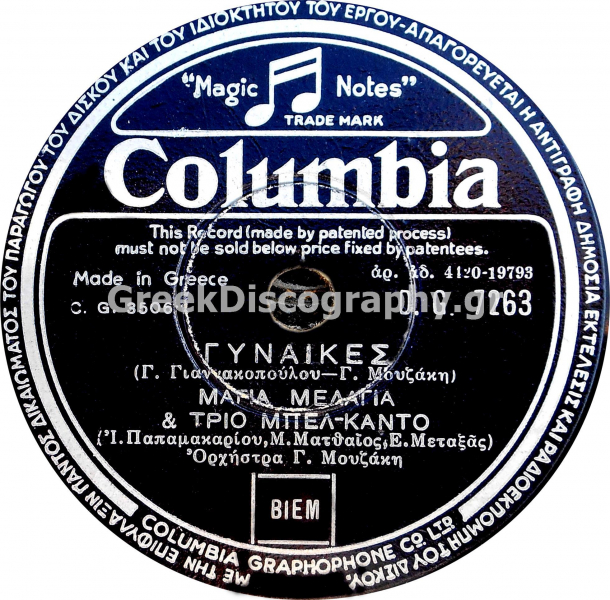 ΜΕ ΤΗΝ ΕΠΙΦΥΛΑΞΙΝ ΠΑΝΤΟΣ ΔΙΚΑΙΩΜΑΤΟΣ ΤΟΥ ΠΑΡΑΓΩΓΟΥ ΤΟΥ ΔΙΣΚΟΥ ΚΑΙ ΤΟΥ ΙΔΙΟΚΤΗΤΟΥ ΤΟΥ ΕΡΓΟΥ-ΑΠΑΓΟΡΕΥΕΤΑΙ Η ΑΝΤΙΓΡΑΦΗ ΔΗΜΟΣΙΑ ΕΚΤΕΛΕΣΙΣ ΚΑΙ ΡΑΔΙΟΕΚΠΟΜΠΗ ΤΟΥ ΔΙΣΚΟΥ.
"Magic Notes"
TRADE MARK
Columbia
This Record (made by patented process)
must not be sold below price fixed by patentees.
Made in Greece
ἀρ. ἀδ. 4120-19793
GreekDiscography.gr
C. G.
D. G. 7263
ΓΥΝΑΙΚΕΣ
(Γ. Γιαννακοπούλου—Γ. Μουζάκη)
ΜΑΓΙΑ ΜΕΛΑΓΙΑ
& ΤΡΙΟ ΜΠΕΛ-ΚΑΝΤΟ
(Ἰ. Παπαμακαρίου, Μ. Ματθαῖος, Ε. Μεταξᾶς)
Ὀρχήστρα Γ. Μουζάκη
BIEM
COLUMBIA GRAPHOPHONE CO LTD